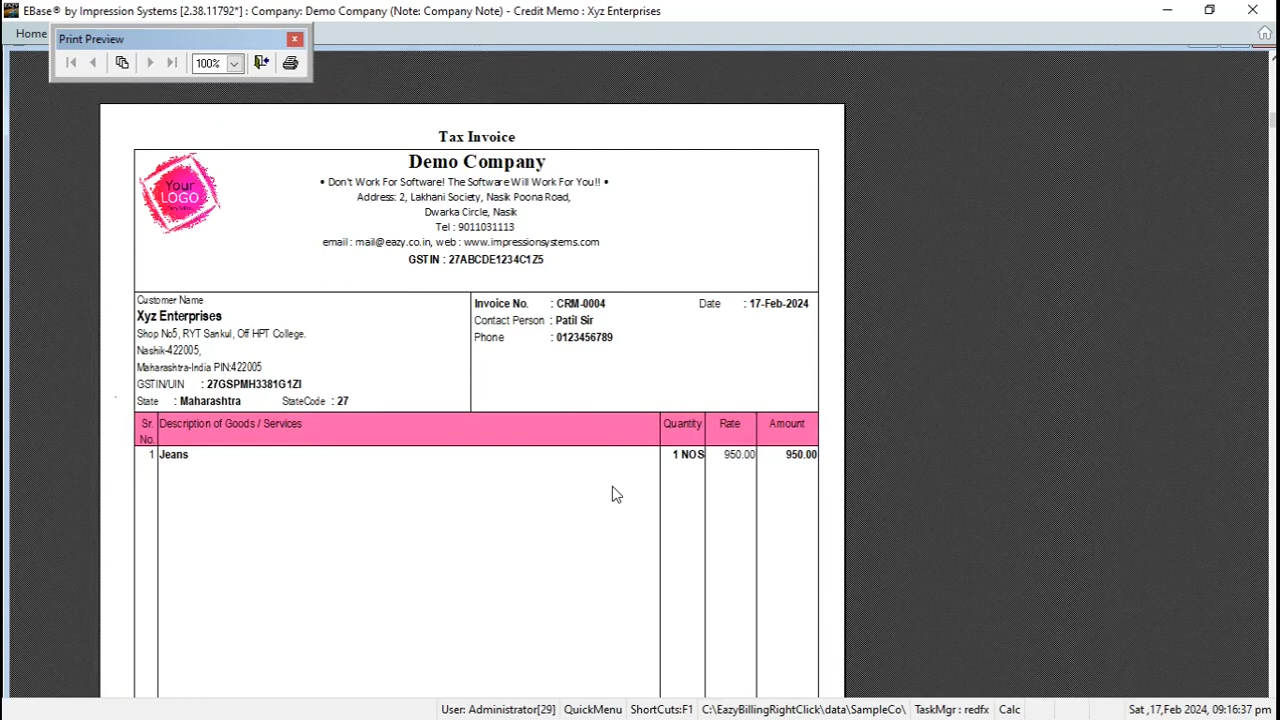 EBase® by Impression Systems [2.38.11792*] : Company: Demo Company (Note: Company Note) - Credit Memo : Xyz Enterprises
Home
Print Preview
100%
Tax Invoice
Your
LOGO
Demo Company
• Don't Work For Software! The Software Will Work For You!! •
Address: 2, Lakhani Society, Nasik Poona Road,
Dwarka Circle, Nasik
Tel : 9011031113
email : mail@eazy.co.in, web : www.impressionsystems.com
GSTIN : 27ABCDE1234C1Z5
Customer Name
Xyz Enterprises
Shop No5, RYT Sankul, Off HPT College.
Nashik-422005,
Maharashtra-India PIN:422005
GSTIN/UIN : 27GSPMH3381G1ZI
State : Maharashtra StateCode : 27
Invoice No. : CRM-0004 Date : 17-Feb-2024
Contact Person : Patil Sir
Phone : 0123456789
Sr. No. Description of Goods / Services Quantity Rate Amount
1 Jeans 1 NOS 950.00 950.00
User: Administrator[29] QuickMenu ShortCuts:F1 C:\EazyBillingRightClick\data\SampleCo\ TaskMgr : redfx Calc Sat ,17,Feb 2024, 09:16:37 pm